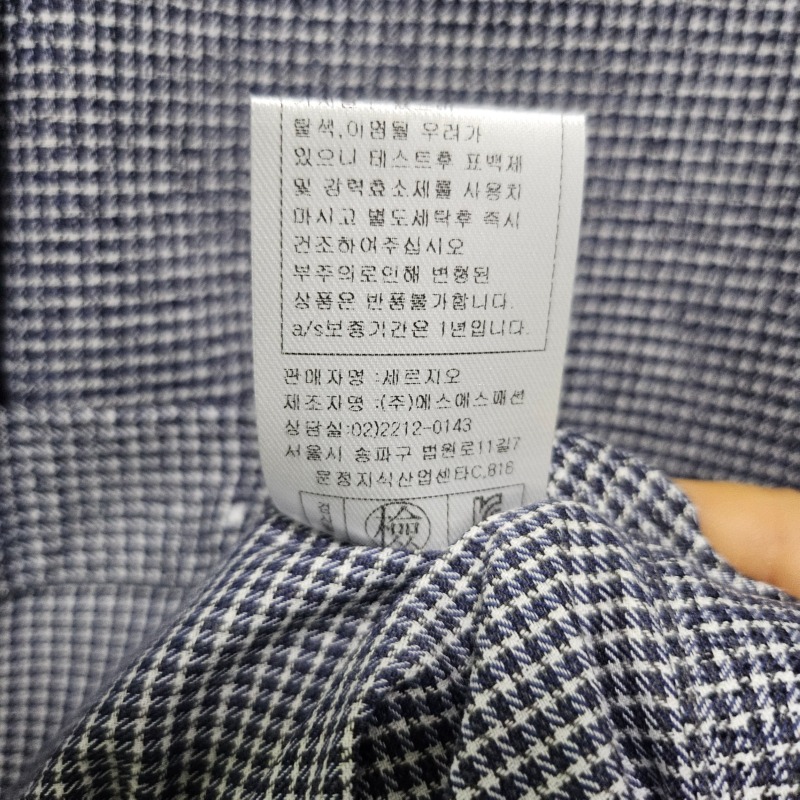 탈색,이염될 우려가
있으니 테스트후 표백제
및 강력효소제를 사용치
마시고 별도세탁후 즉시
건조하여주십시오
부주의로인해 변형된
상품은 반품불가합니다.
a/s보증기간은 1년입니다.
판매자명 :세르지오
제조자명 :(주)에스에스패션
상담실:02)2212-0143
서울시 송파구 법원로11길7
문정지식산업센타C,816
檢